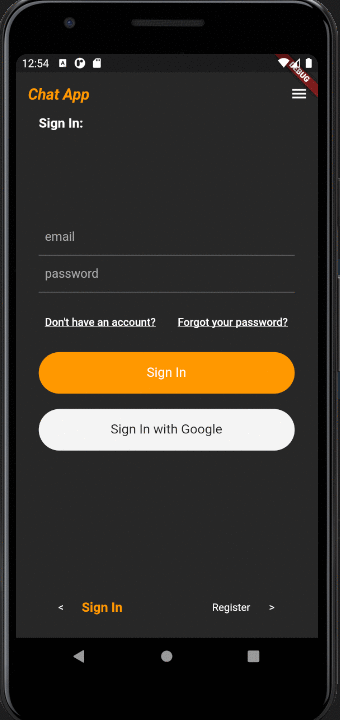 12:54
DEBUG
Chat App
Sign In:
email
password
Don't have an account? Forgot your password?
Sign In
Sign In with Google
< Sign In Register >